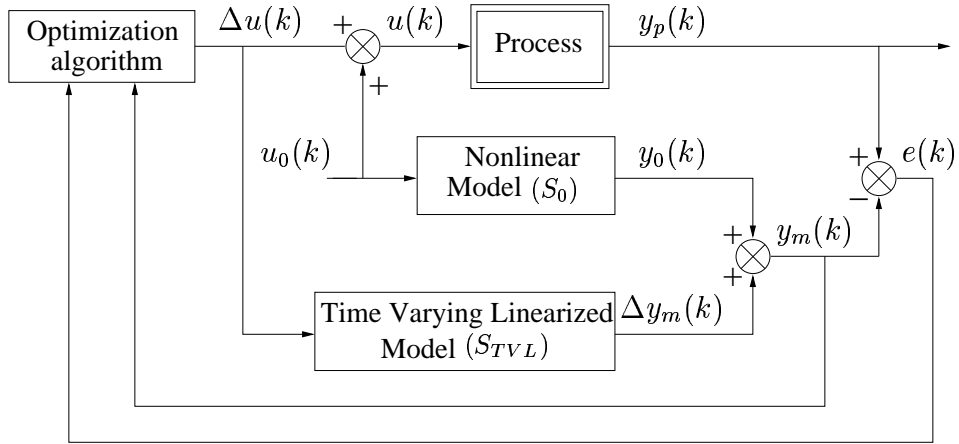 Optimization
algorithm
Δu(k)
+
u(k)
Process
y_p(k)
+
u_0(k)
Nonlinear
Model (S_0)
y_0(k)
+
e(k)
−
+
y_m(k)
+
Time Varying Linearized
Model (S_{TVL})
Δy_m(k)